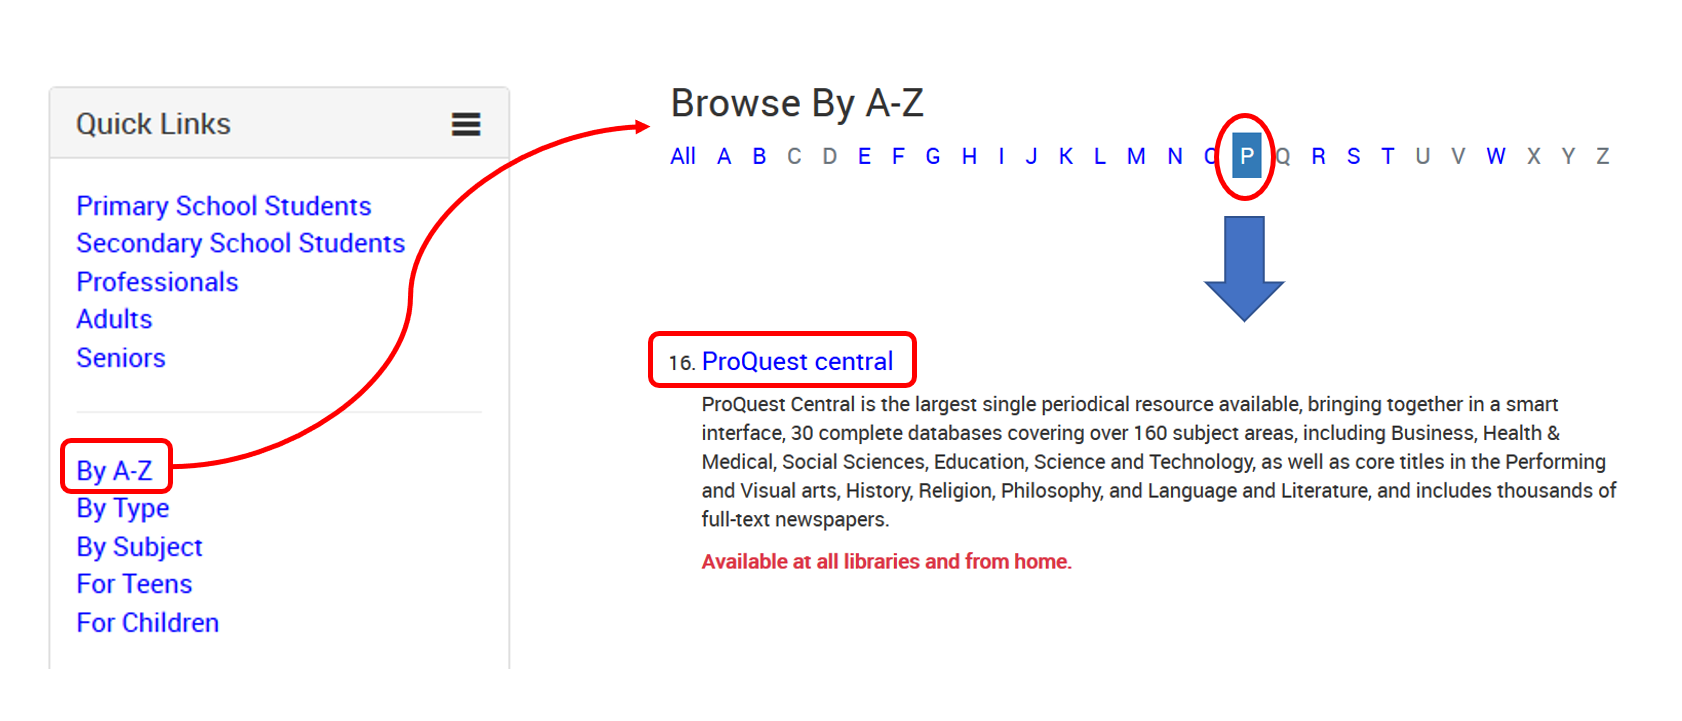 Quick Links
Primary School Students
Secondary School Students
Professionals
Adults
Seniors
By A-Z
By Type
By Subject
For Teens
For Children
Browse By A-Z
All A B C D E F G H I J K L M N O P Q R S T U V W X Y Z
16. ProQuest central
ProQuest Central is the largest single periodical resource available, bringing together in a smart
interface, 30 complete databases covering over 160 subject areas, including Business, Health &
Medical, Social Sciences, Education, Science and Technology, as well as core titles in the Performing
and Visual arts, History, Religion, Philosophy, and Language and Literature, and includes thousands of
full-text newspapers.
Available at all libraries and from home.